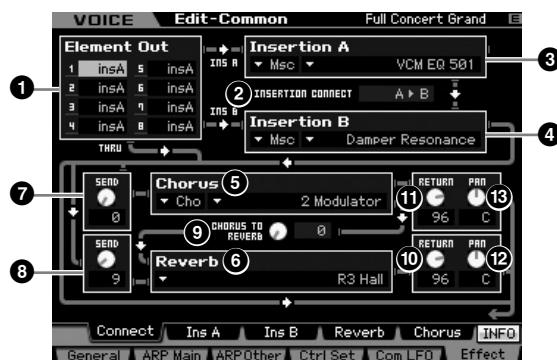 VOICE Edit-Common Full Concert Grand E
Element Out
1 insA 5 insA
2 insA 6 insA
3 insA 7 insA
4 insA 8 insA
1
INS A
Insertion A
Msc VCM EQ 501
3
2 INSERTION CONNECT A▸B
INS B
Insertion B
Msc Damper Resonance
4
THRU
7
SEND
0
Chorus 5
Cho 2 Modulator
11 RETURN PAN 13
96 C
9 CHORUS TO REVERB 0
8
SEND
9
Reverb 6
R3 Hall
10 RETURN PAN 12
96 C
Connect Ins A Ins B Reverb Chorus INFO
General ARP Main ARP Other Ctrl Set Com LFO Effect